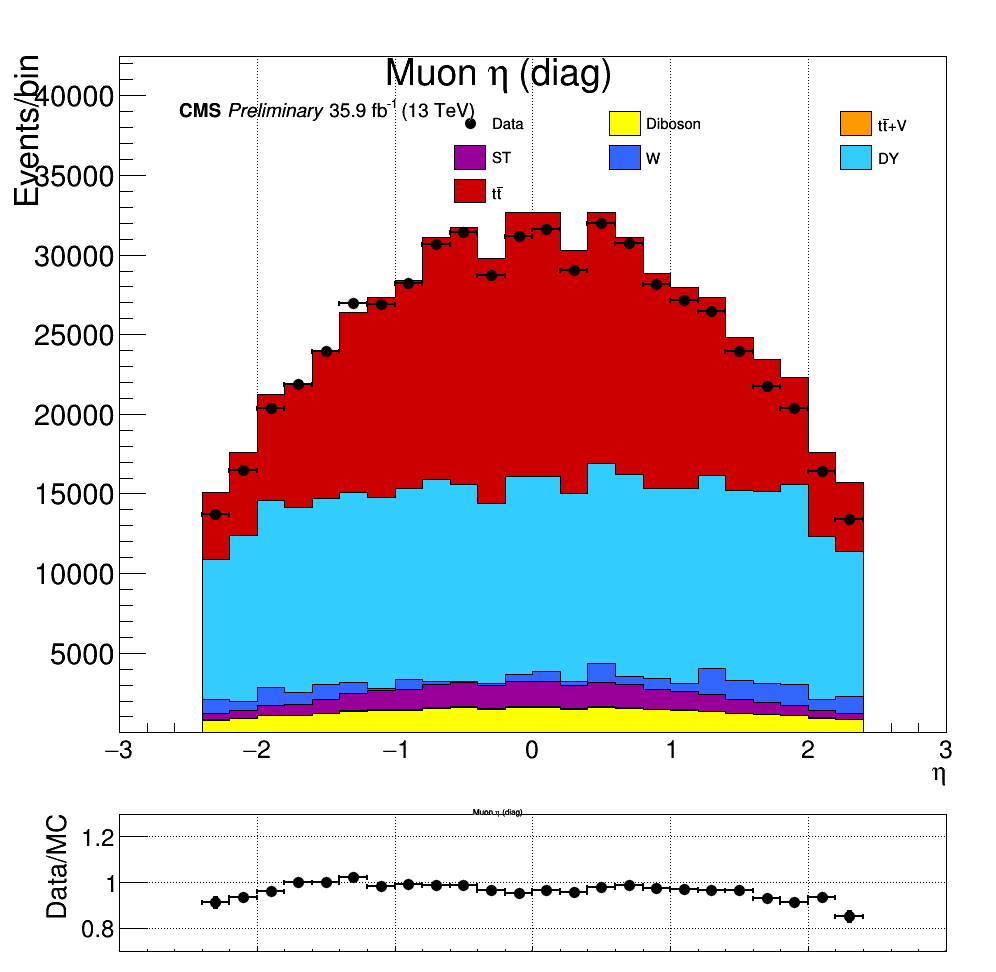 Muon η (diag)
Events/bin
CMS Preliminary 35.9 fb⁻¹ (13 TeV)
Data
Diboson
tt̄+V
ST
W
DY
tt̄
40000
35000
30000
25000
20000
15000
10000
5000
−3
−2
−1
0
1
2
3
η
Muon η (diag)
Data/MC
1.2
1
0.8